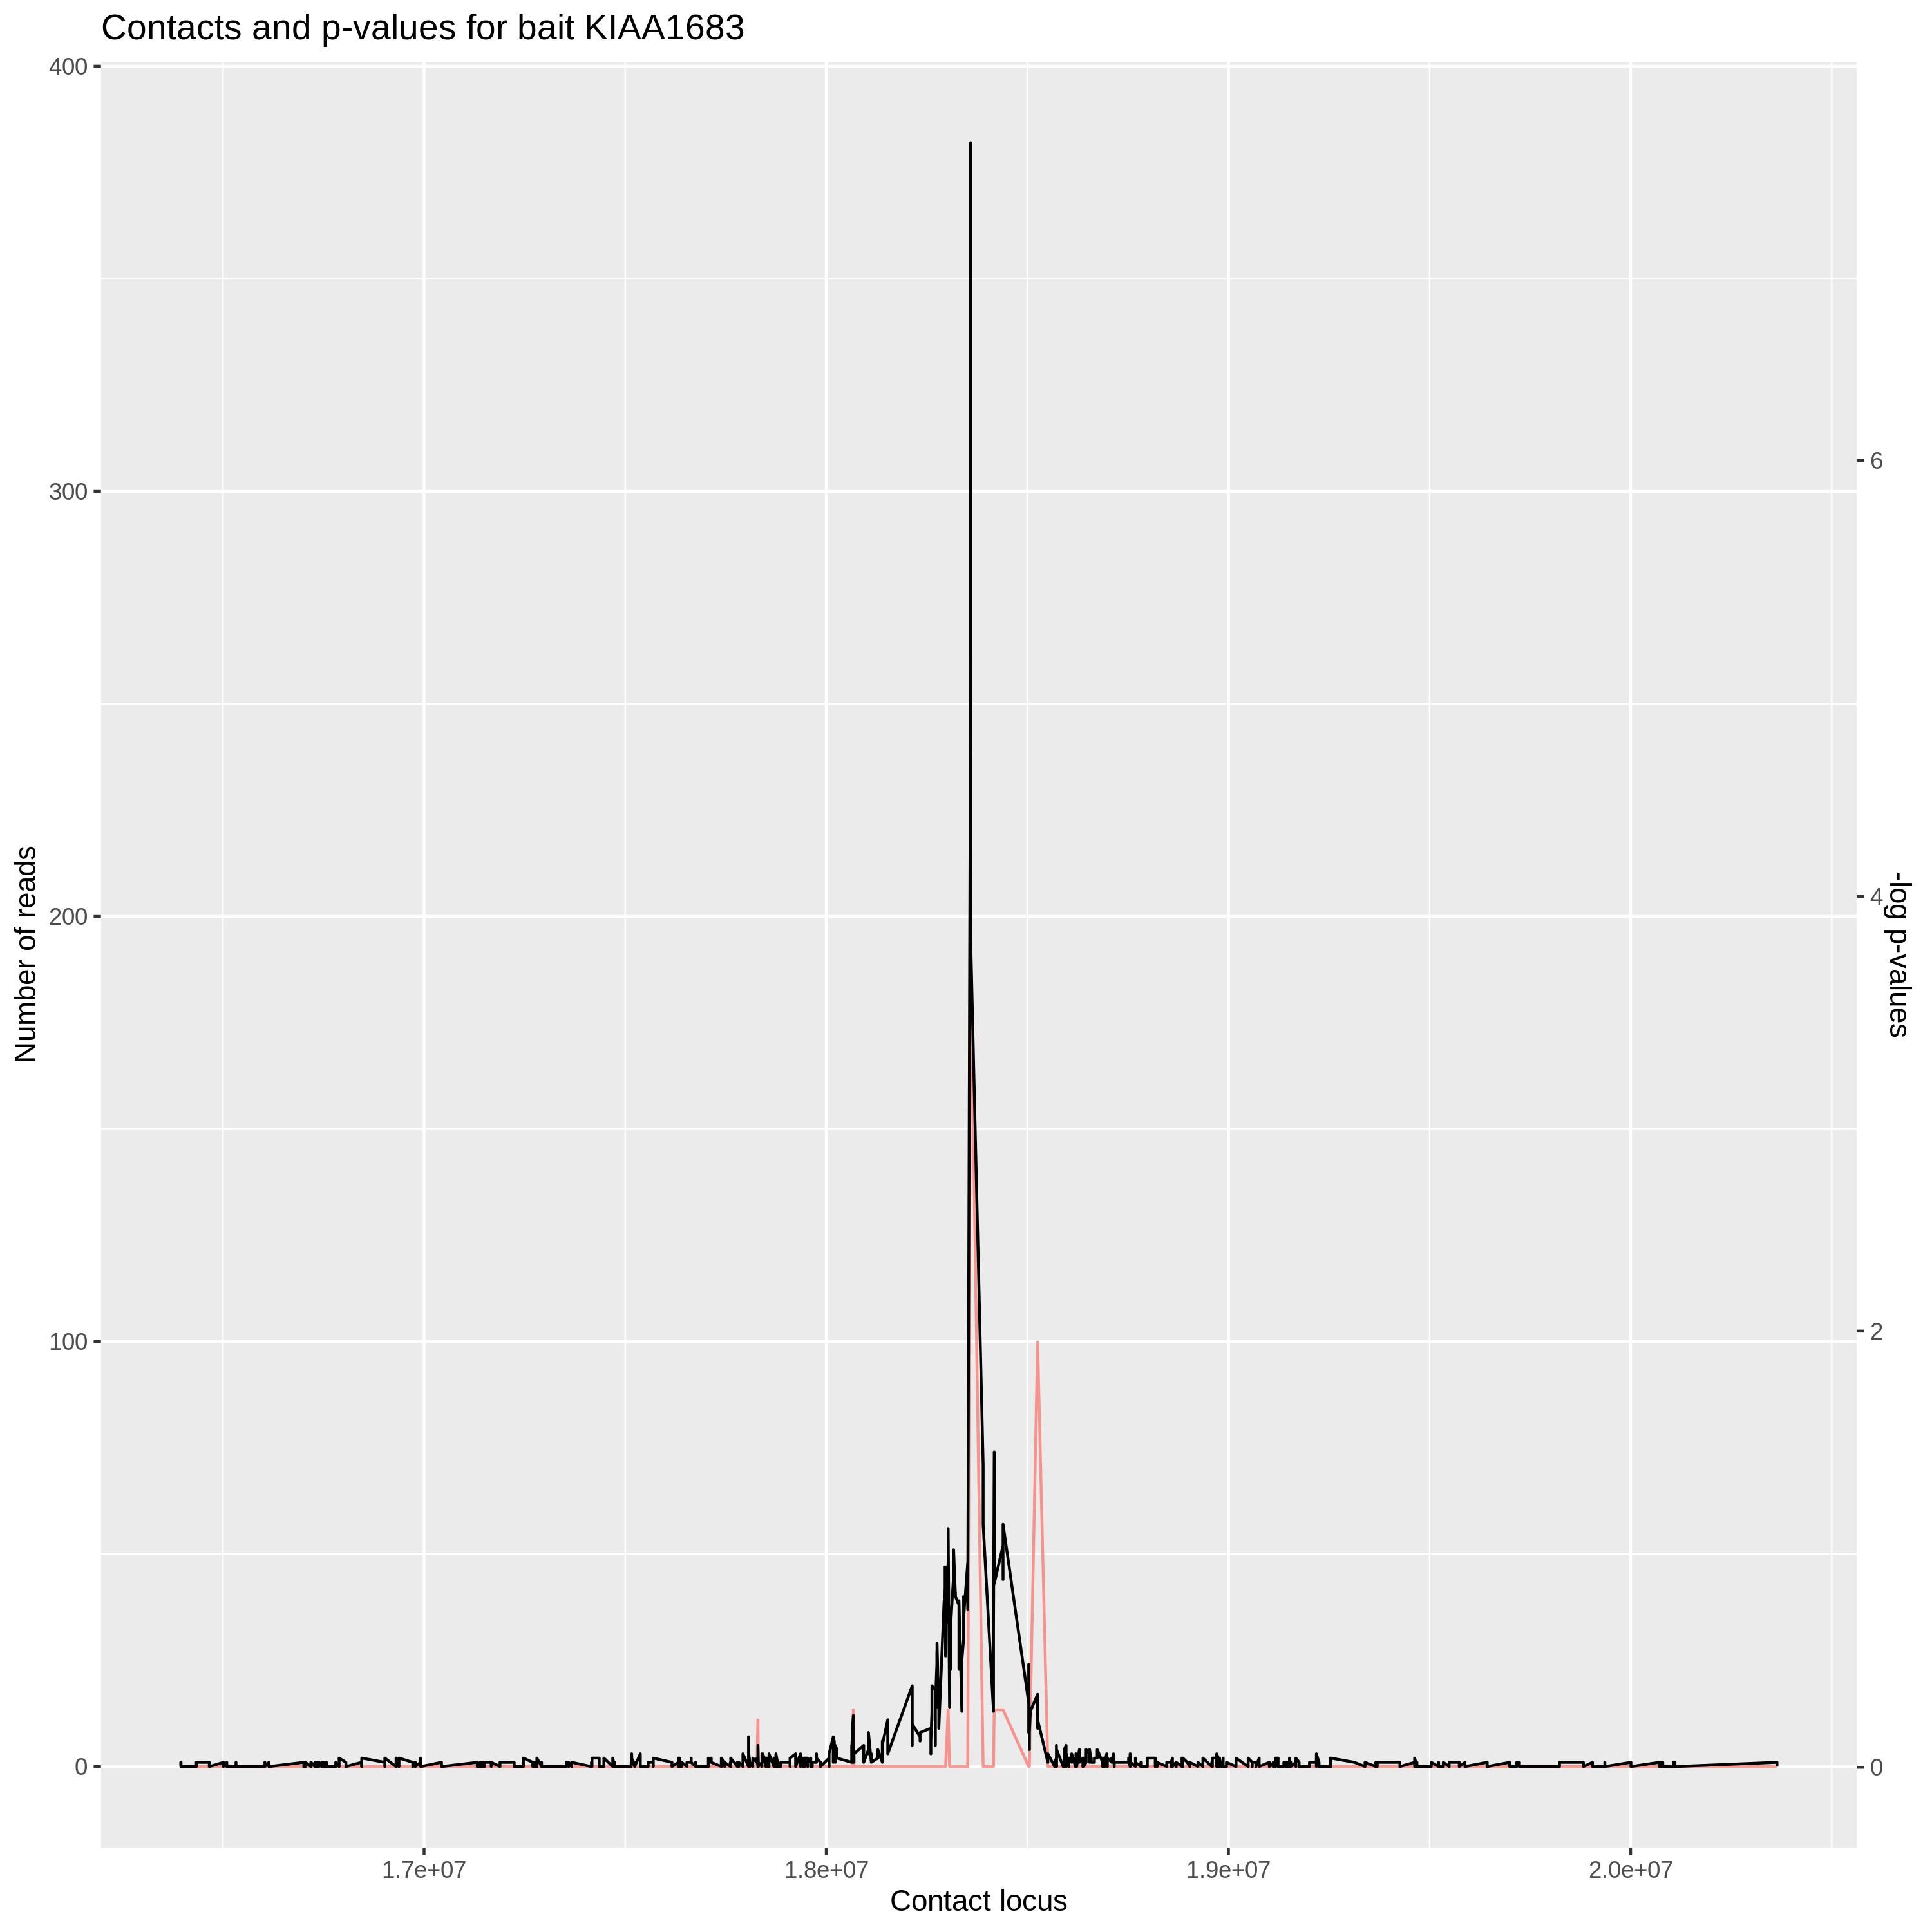 Contacts and p-values for bait KIAA1683
400
300
200
100
0
6
4
2
0
Number of reads
-log p-values
1.7e+07
1.8e+07
1.9e+07
2.0e+07
Contact locus